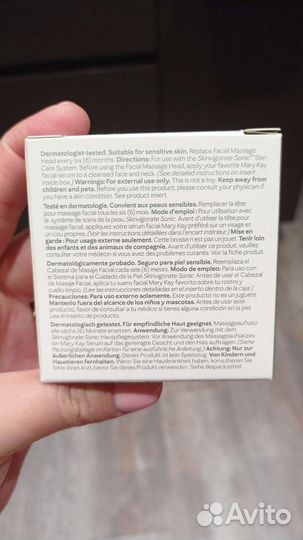 Dermatologist-tested. Suitable for sensitive skin. Replace Facial Massage
Head every six (6) months. Directions: For use with the Skinvigorate Sonic™ Skin
Care System. Before using the Facial Massage Head, apply your favorite Mary Kay
facial serum to a cleansed face and neck. (See detailed instructions on insert
inside box.) Warnings: For external use only. This is not a toy. Keep away from
children and pets. Before you use this product, please consult your physician if
you have a skin condition. See product insert.
Testé en dermatologie. Convient aux peaux sensibles. Remplacer la tête
pour massage facial tous les six (6) mois. Mode d'emploi : Pour utilisation avec
le système de soins de la peau Skinvigorate Sonic. Avant d'utiliser la tête pour
massage facial, appliquez votre sérum facial Mary Kay préféré sur un visage et
un cou propres. (Voir les instructions détaillées dans l'encart intérieur.) Mise en
garde : Pour usage externe seulement. Cette brosse n'est pas un jouet. Tenir loin
des enfants et des animaux de compagnie. Avant d'utiliser ce produit, veuillez
consulter votre médecin si vous avez des problèmes cutanés. Voir la fiche produit
Dermatológicamente probado. Seguro para piel sensible. Reemplaza el
Cabezal de Masaje Facial cada seis (6) meses. Modo de empleo: Para uso con
el Sistema para el Cuidado de la Piel Skinvigorate Sonic. Antes de usar el Cabezal
de Masaje Facial, aplica tu suero facial Mary Kay favorito sobre tu rostro y
cuello limpio. (Lee las instrucciones detalladas en el inserto dentro de la caja.)
Precauciones: Para uso externo solamente. Este producto no es un juguete.
Mantenlo fuera del alcance de los niños y mascotas. Antes de usar este
producto, favor de consultar a tu médico si tienes alguna condición en la piel.
Lea el inserto de producto.
Dermatologisch getestet. Für empfindliche Haut geeignet. Massageaufsatz
alle sechs (6) Monate ersetzen. Anwendung: Zur Verwendung mit dem
Skinvigorate Sonic Hautpflegesystem. Vor Anwendung des Massageaufsatzes
ein Mary Kay Serum auf das gereinigte Gesicht und den Hals auftragen. (Siehe
Packungsbeilage im Karton für eine ausführliche Anleitung.) Achtung: Nur zur
äußerlichen Anwendung. Dieses Produkt ist kein Spielzeug. Von Kindern und
Haustieren fernhalten. Wenn Sie eine Hautkrankheit haben, konsultieren Sie
bitte Ihren Arzt, bevor Sie dieses Produkt verwenden. Siehe Beipackzettel.
Avito